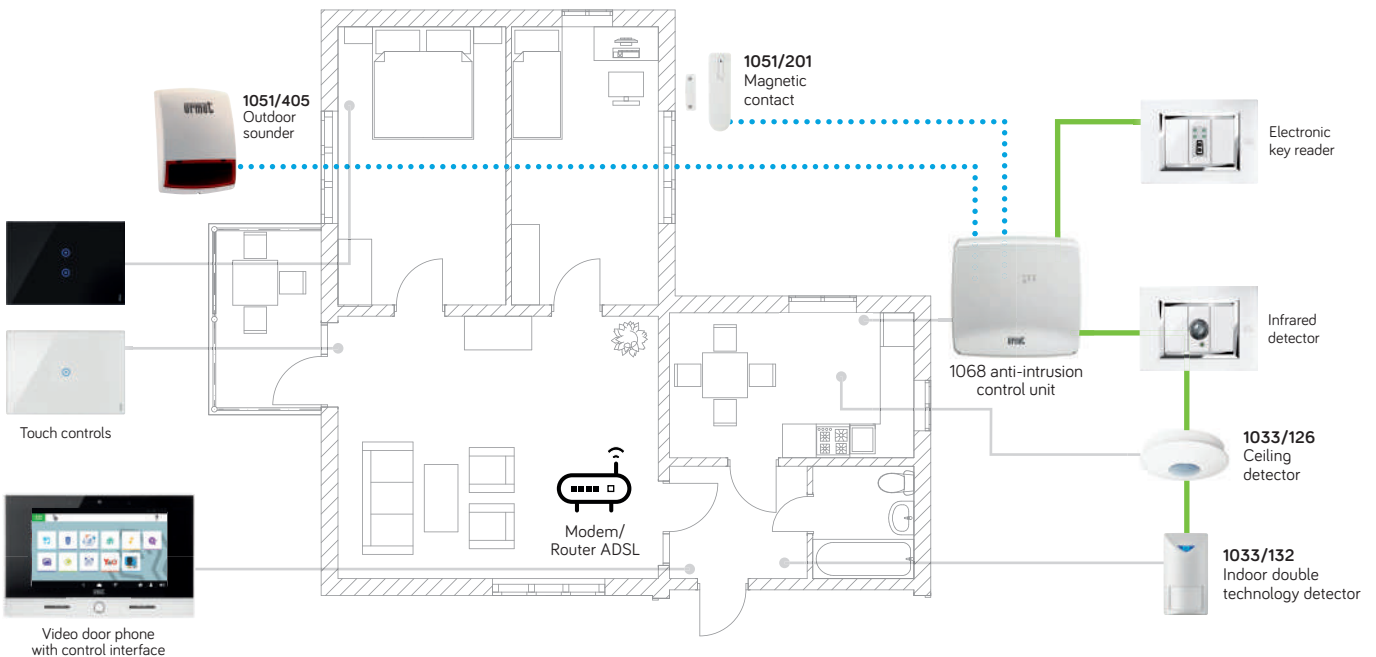 1051/405
Outdoor
sounder
urmet
1051/201
Magnetic
contact
Electronic
key reader
urmet
1068 anti-intrusion
control unit
Infrared
detector
Touch controls
1033/126
Ceiling
detector
Modem/
Router ADSL
1033/132
Indoor double
technology detector
Video door phone
with control interface